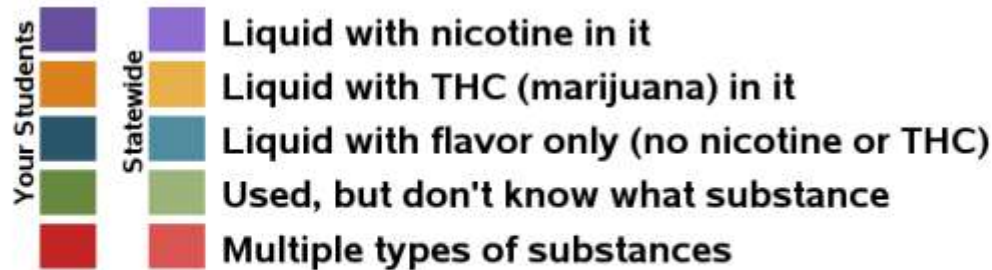 Your Students
Statewide
Liquid with nicotine in it
Liquid with THC (marijuana) in it
Liquid with flavor only (no nicotine or THC)
Used, but don't know what substance
Multiple types of substances